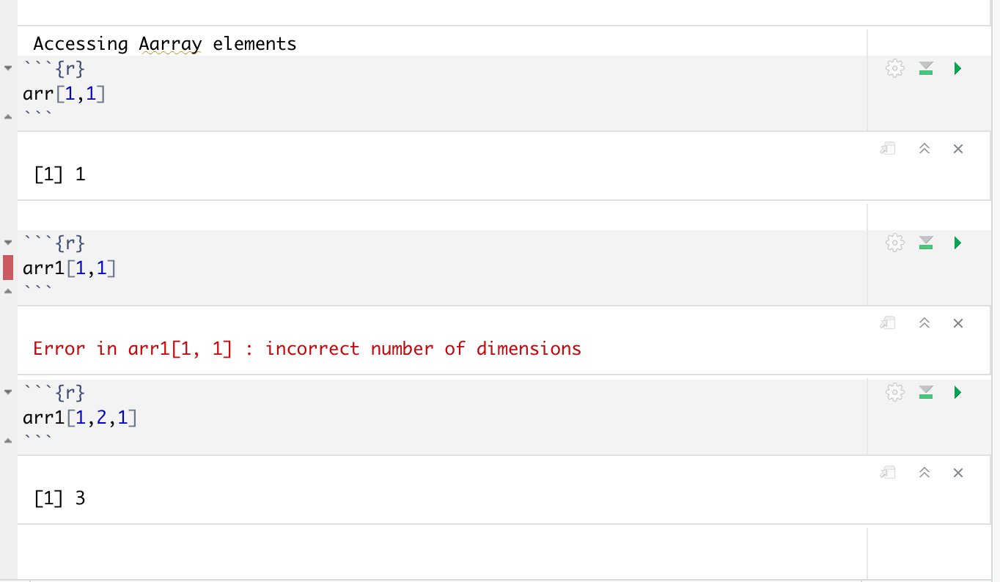 Accessing Aarray elements
```{r}
arr[1,1]
```
[1] 1
```{r}
arr1[1,1]
```
Error in arr1[1, 1] : incorrect number of dimensions
```{r}
arr1[1,2,1]
```
[1] 3